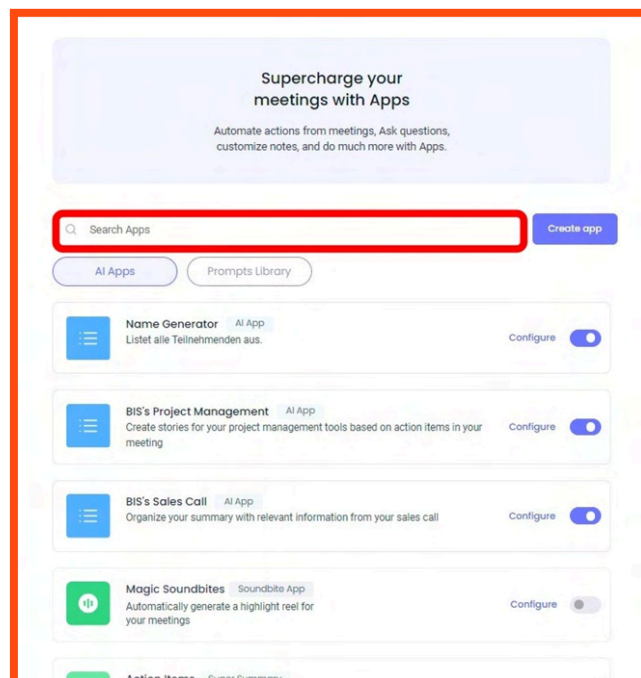 Supercharge your
meetings with Apps
Automate actions from meetings, Ask questions,
customize notes, and do much more with Apps.
Search Apps
Create app
AI Apps
Prompts Library
Name Generator AI App
Listet alle Teilnehmenden aus.
Configure
BIS's Project Management AI App
Create stories for your project management tools based on action items in your
meeting
Configure
BIS's Sales Call AI App
Organize your summary with relevant information from your sales call
Configure
Magic Soundbites Soundbite App
Automatically generate a highlight reel for
your meetings
Configure
Action Items Super Summary